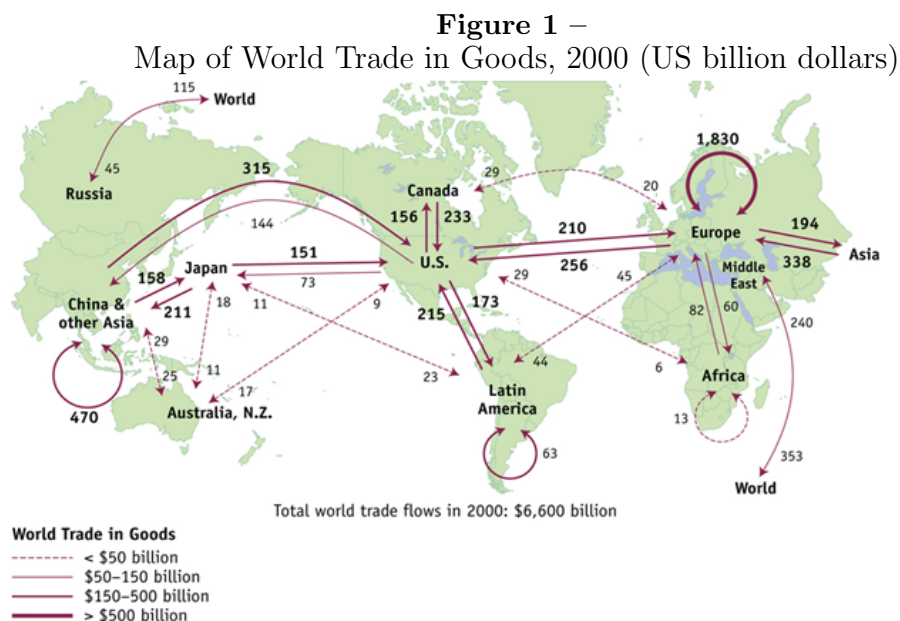 Figure 1 –
Map of World Trade in Goods, 2000 (US billion dollars)
115
World
45
Russia
315
144
Canada
156
233
29
20
1,830
210
Europe
194
256
Asia
338
Middle
East
U.S.
151
73
Japan
158
China &
other Asia
211
18
11
9
29
45
82
60
240
173
215
29
25
11
17
23
44
6
Africa
Australia, N.Z.
Latin
America
470
13
63
353
World
Total world trade flows in 2000: $6,600 billion
World Trade in Goods
< $50 billion
$50–150 billion
$150–500 billion
> $500 billion